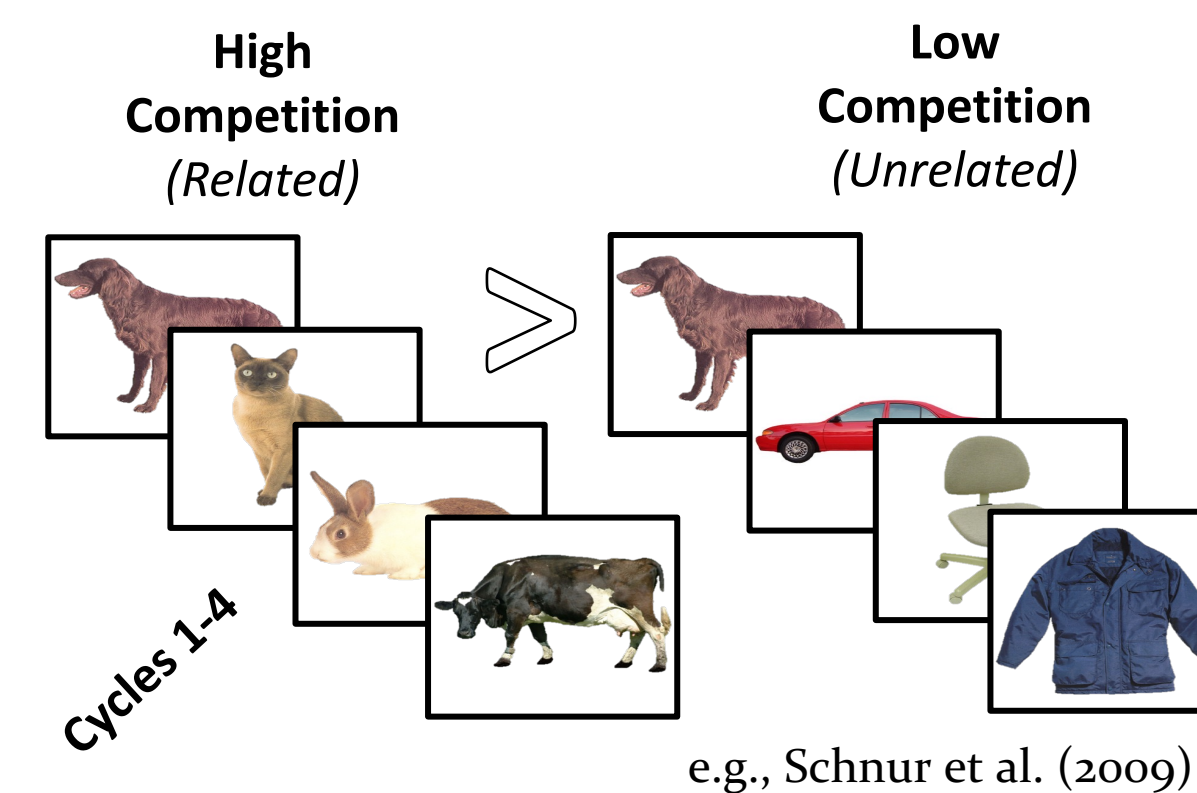 High
Competition
(Related)
>
Low
Competition
(Unrelated)
Cycles 1-4
e.g., Schnur et al. (2009)